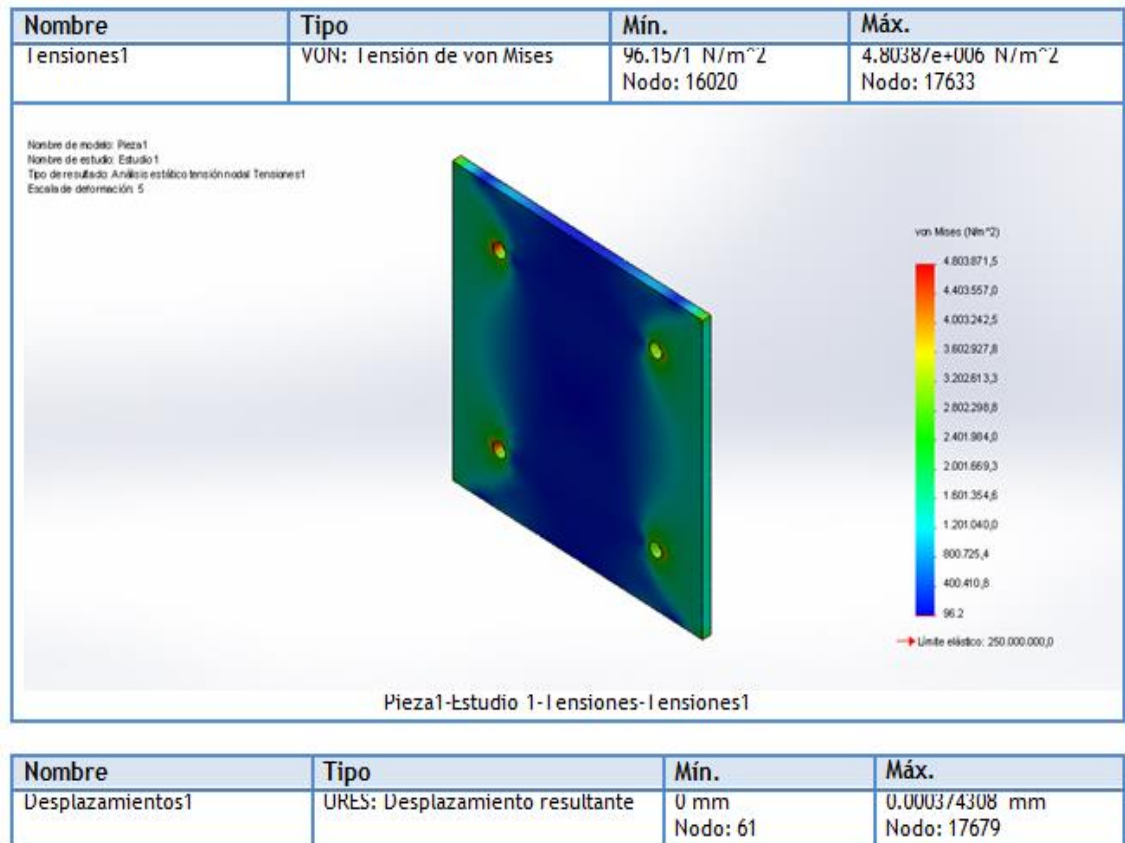 Nombre Tipo Mín. Máx.
Tensiones1 VON: Tensión de von Mises 96.1571 N/m^2 4.80387e+006 N/m^2
Nodo: 16020 Nodo: 17633
Nombre de modelo: Pieza1
Nombre de estudio: Estudio 1
Tipo de resultado: Análisis estático tensión nodal Tensiones1
Escala de deformación: 5
von Mises (N/m^2)
4.803.871,5
4.403.557,0
4.003.242,5
3.602.927,8
3.202.613,3
2.802.298,8
2.401.984,0
2.001.669,3
1.601.354,6
1.201.040,0
800.725,4
400.410,8
96.2
Límite elástico: 250.000.000,0
Pieza1-Estudio 1-Tensiones-Tensiones1
Nombre Tipo Mín. Máx.
Desplazamientos1 URES: Desplazamiento resultante 0 mm 0.000374308 mm
Nodo: 61 Nodo: 17679